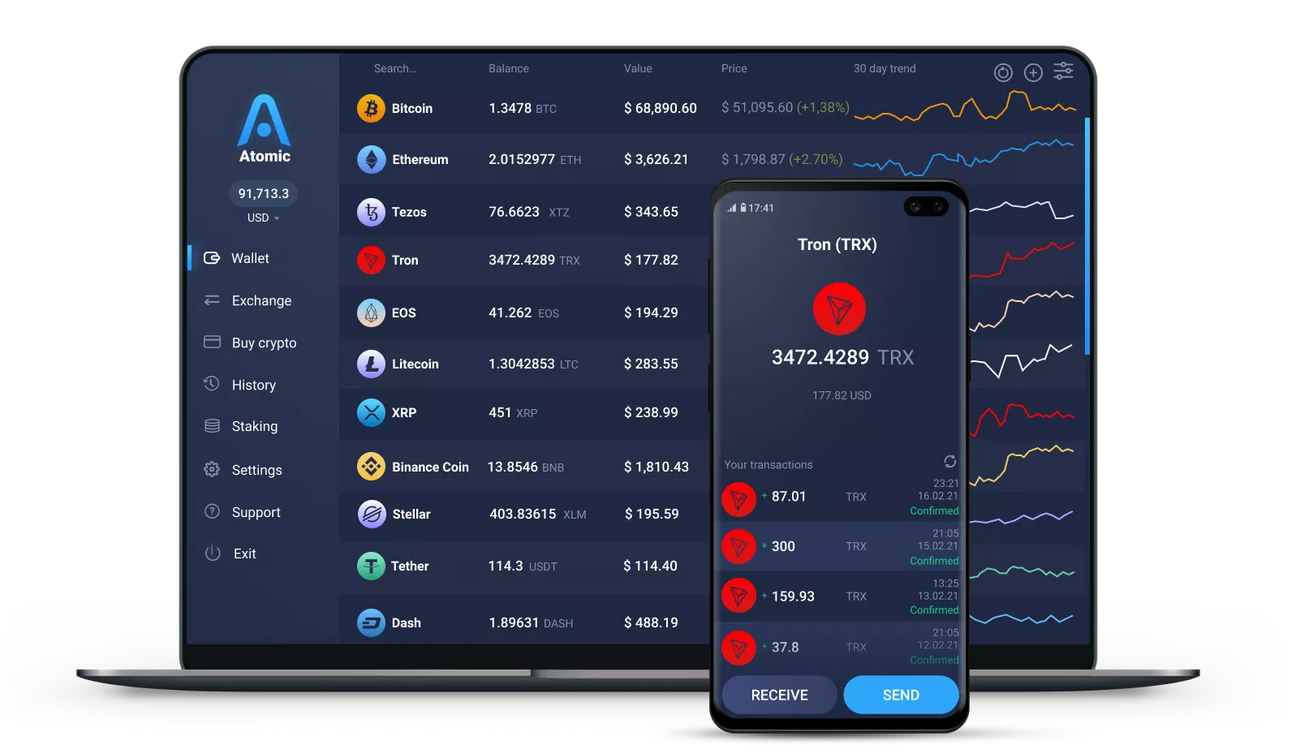 Search... Balance Value Price 30 day trend
Atomic
91,713.3
USD
Wallet
Exchange
Buy crypto
History
Staking
Settings
Support
Exit
Bitcoin 1.3478 BTC $ 68,890.60 $ 51,095.60 (+1,38%)
Ethereum 2.0152977 ETH $ 3,626.21 $ 1,798.87 (+2.70%)
Tezos 76.6623 XTZ $ 343.65
Tron 3472.4289 TRX $ 177.82
EOS 41.262 EOS $ 194.29
Litecoin 1.3042853 LTC $ 283.55
XRP 451 XRP $ 238.99
Binance Coin 13.8546 BNB $ 1,810.43
Stellar 403.83615 XLM $ 195.59
Tether 114.3 USDT $ 114.40
Dash 1.89631 DASH $ 488.19
17:41
Tron (TRX)
3472.4289 TRX
177.82 USD
Your transactions
23:21
+ 87.01 TRX 16.02.21
Confirmed
21:05
+ 300 TRX 15.02.21
Confirmed
13:25
+ 159.93 TRX 13.02.21
Confirmed
21:05
+ 37.8 TRX 12.02.21
Confirmed
RECEIVE SEND